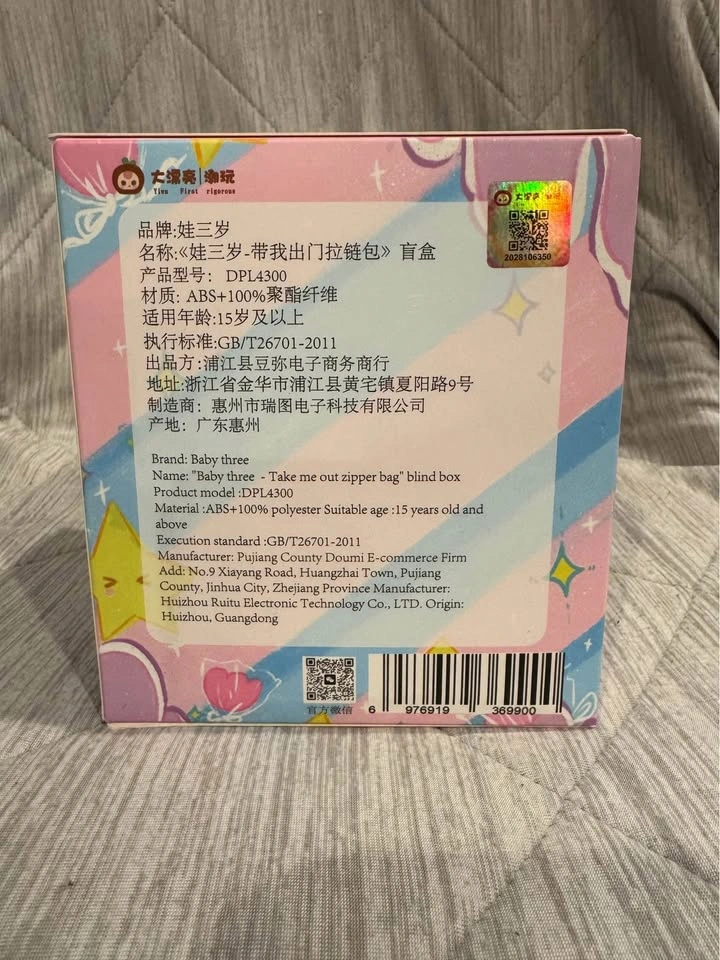 大漂亮|潮玩
Yiwu First rigorous
大漂亮|潮玩
2028106350
品牌:娃三岁
名称:《娃三岁-带我出门拉链包》盲盒
产品型号: DPL4300
材质: ABS+100%聚酯纤维
适用年龄:15岁及以上
执行标准:GB/T26701-2011
出品方:浦江县豆弥电子商务商行
地址:浙江省金华市浦江县黄宅镇夏阳路9号
制造商: 惠州市瑞图电子科技有限公司
产地: 广东惠州
Brand: Baby three
Name: "Baby three - Take me out zipper bag" blind box
Product model :DPL4300
Material :ABS+100% polyester Suitable age :15 years old and
above
Execution standard :GB/T26701-2011
Manufacturer: Pujiang County Doumi E-commerce Firm
Add: No.9 Xiayang Road, Huangzhai Town, Pujiang
County, Jinhua City, Zhejiang Province Manufacturer:
Huizhou Ruitu Electronic Technology Co., LTD. Origin:
Huizhou, Guangdong
官方微信
6 976919 369900